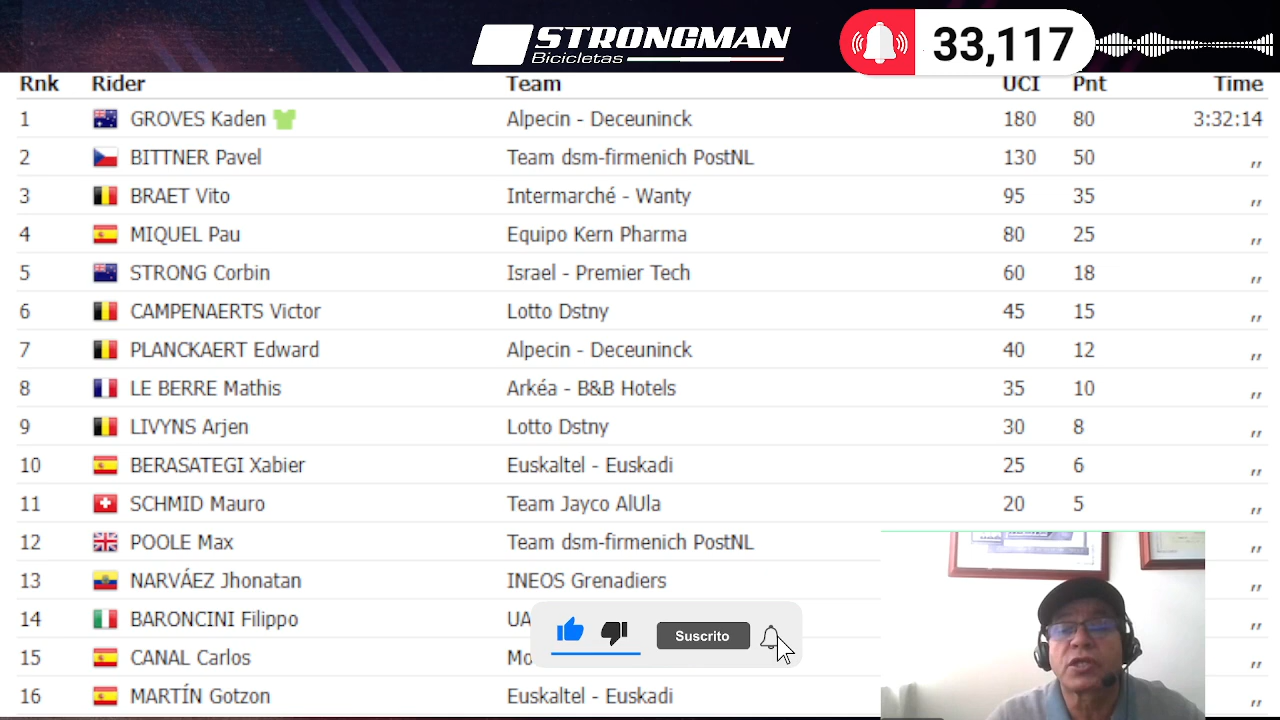 STRONGMAN
Bicicletas
33,117
Rnk Rider Team UCI Pnt Time
1 GROVES Kaden Alpecin - Deceuninck 180 80 3:32:14
2 BITTNER Pavel Team dsm-firmenich PostNL 130 50 ,,
3 BRAET Vito Intermarché - Wanty 95 35 ,,
4 MIQUEL Pau Equipo Kern Pharma 80 25 ,,
5 STRONG Corbin Israel - Premier Tech 60 18 ,,
6 CAMPENAERTS Victor Lotto Dstny 45 15 ,,
7 PLANCKAERT Edward Alpecin - Deceuninck 40 12 ,,
8 LE BERRE Mathis Arkéa - B&B Hotels 35 10 ,,
9 LIVYNS Arjen Lotto Dstny 30 8 ,,
10 BERASATEGI Xabier Euskaltel - Euskadi 25 6 ,,
11 SCHMID Mauro Team Jayco AlUla 20 5 ,,
12 POOLE Max Team dsm-firmenich PostNL ,,
13 NARVÁEZ Jhonatan INEOS Grenadiers ,,
14 BARONCINI Filippo UA ,,
15 CANAL Carlos Mo ,,
16 MARTÍN Gotzon Euskaltel - Euskadi ,,
Suscrito